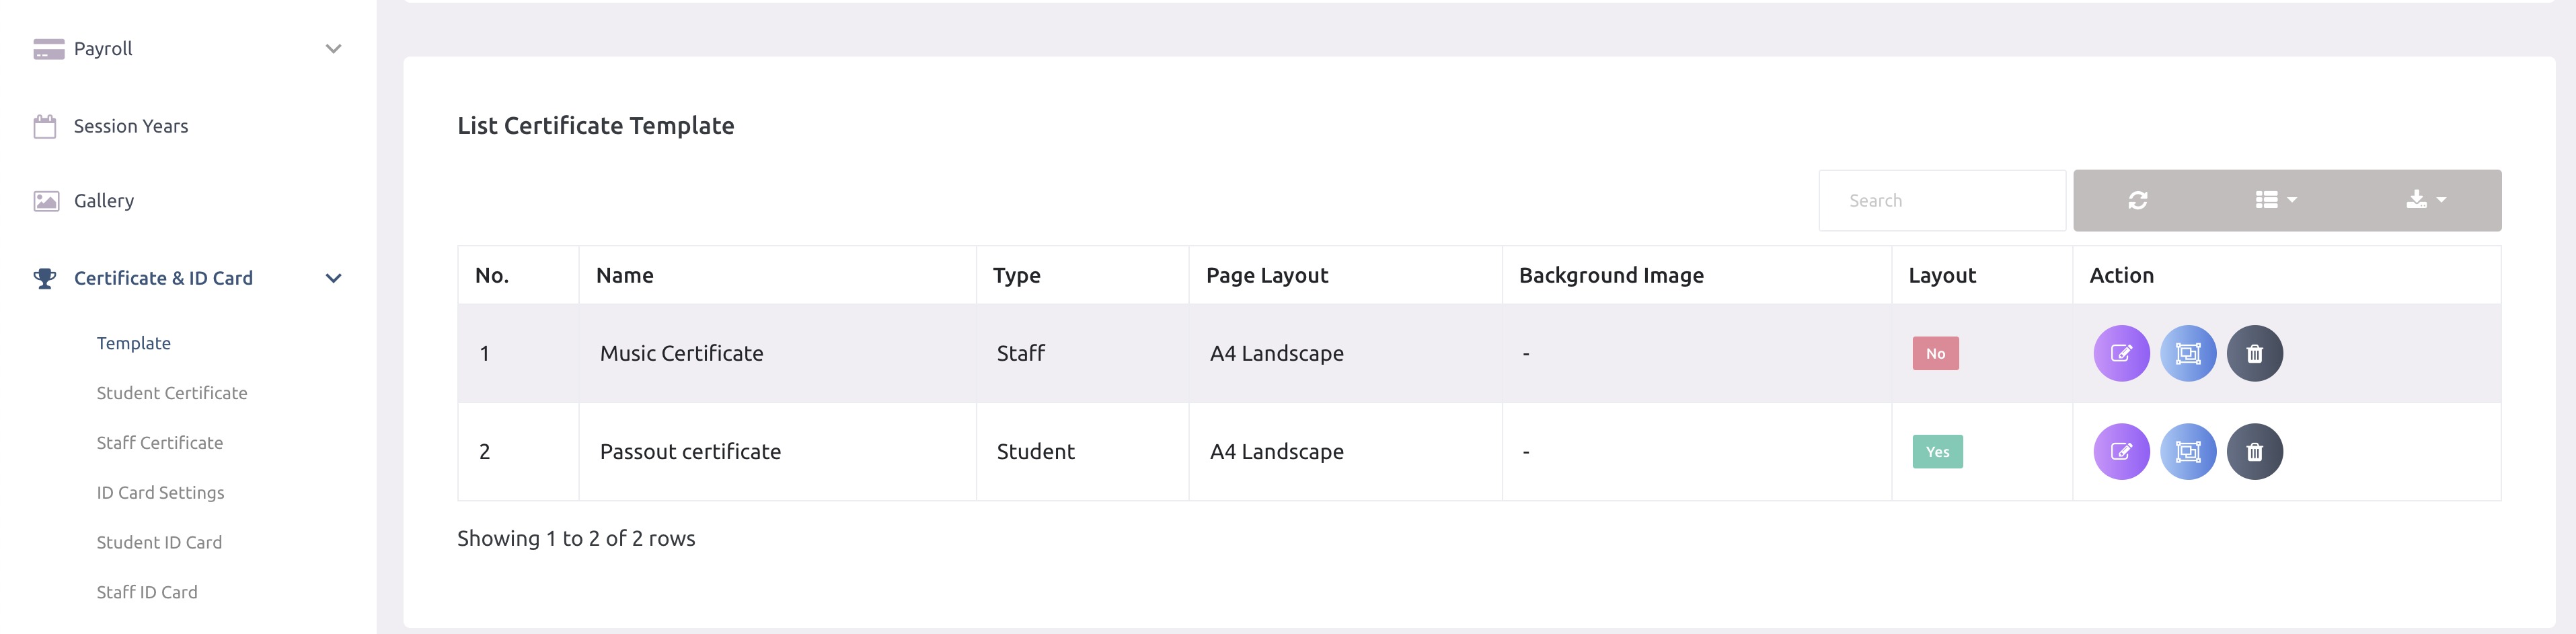 Payroll
Session Years
Gallery
Certificate & ID Card
Template
Student Certificate
Staff Certificate
ID Card Settings
Student ID Card
Staff ID Card
List Certificate Template
Search
No. Name Type Page Layout Background Image Layout Action
1 Music Certificate Staff A4 Landscape - No
2 Passout certificate Student A4 Landscape - Yes
Showing 1 to 2 of 2 rows